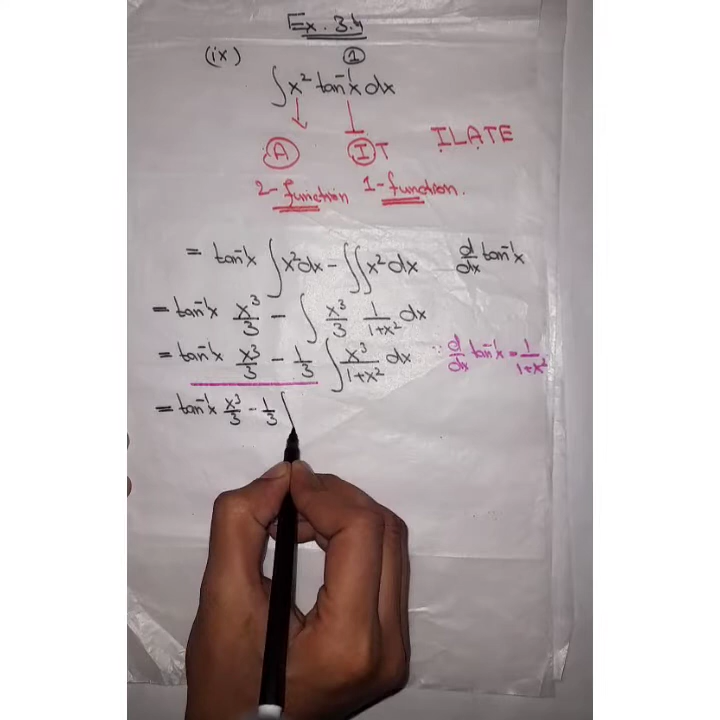 Ex. 3.4
(ix) ①
∫x² tan⁻¹x dx
A I T ILATE
2-function 1-function.
= tan⁻¹x ∫x²dx - ∫∫x²dx d/dx tan⁻¹x
= tan⁻¹x x³/3 - ∫ x³/3 1/1+x² dx
= tan⁻¹x x³/3 - 1/3 ∫ x³/1+x² dx ∵ d/dx tan⁻¹x = 1/1+x²
= tan⁻¹x x³/3 - 1/3 ∫